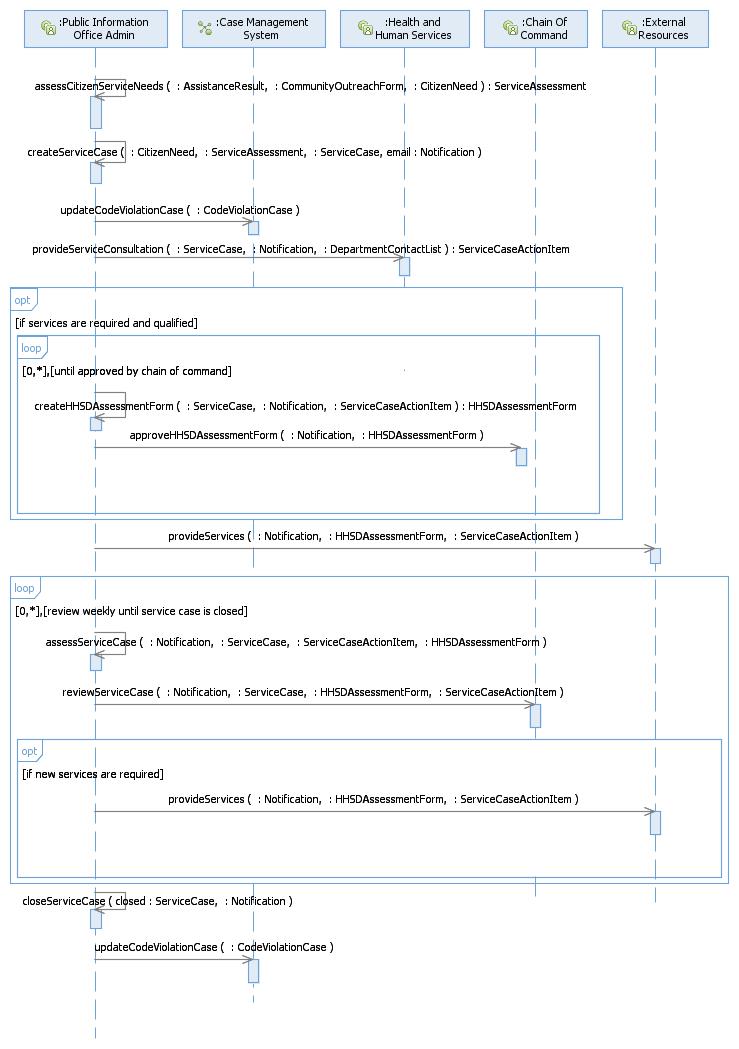 :Public Information
Office Admin
:Case Management
System
:Health and
Human Services
:Chain Of
Command
:External
Resources
assessCitizenServiceNeeds ( : AssistanceResult, : CommunityOutreachForm, : CitizenNeed ) : ServiceAssessment
createServiceCase ( : CitizenNeed, : ServiceAssessment, : ServiceCase, email : Notification )
updateCodeViolationCase ( : CodeViolationCase )
provideServiceConsultation ( : ServiceCase, : Notification, : DepartmentContactList ) : ServiceCaseActionItem
opt
[if services are required and qualified]
loop
[0,*],[until approved by chain of command]
createHHSDAssessmentForm ( : ServiceCase, : Notification, : ServiceCaseActionItem ) : HHSDAssessmentForm
approveHHSDAssessmentForm ( : Notification, : HHSDAssessmentForm )
provideServices ( : Notification, : HHSDAssessmentForm, : ServiceCaseActionItem )
loop
[0,*],[review weekly until service case is closed]
assessServiceCase ( : Notification, : ServiceCase, : ServiceCaseActionItem, : HHSDAssessmentForm )
reviewServiceCase ( : Notification, : ServiceCase, : HHSDAssessmentForm, : ServiceCaseActionItem )
opt
[if new services are required]
provideServices ( : Notification, : HHSDAssessmentForm, : ServiceCaseActionItem )
closeServiceCase ( closed : ServiceCase, : Notification )
updateCodeViolationCase ( : CodeViolationCase )